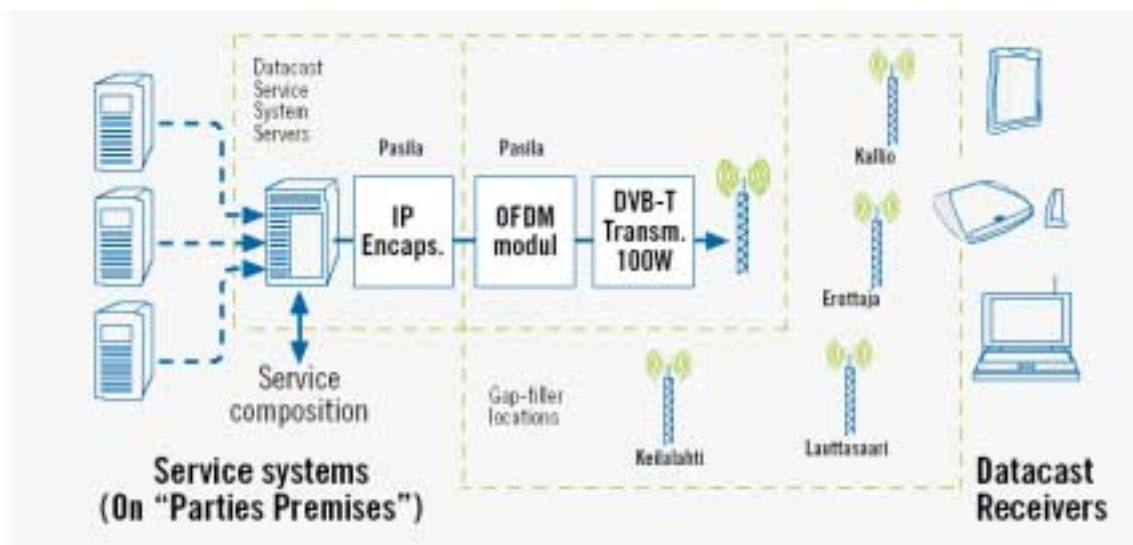 Datacast
Service
System
Servers
Pasila
Pasila
IP
Encaps.
OFDM
modul
DVB-T
Transm.
100W
Kallio
Erottaja
Service
composition
Gap-filler
locations
Keilalahti
Lauttasaari
Service systems
(On “Parties Premises”)
Datacast
Receivers